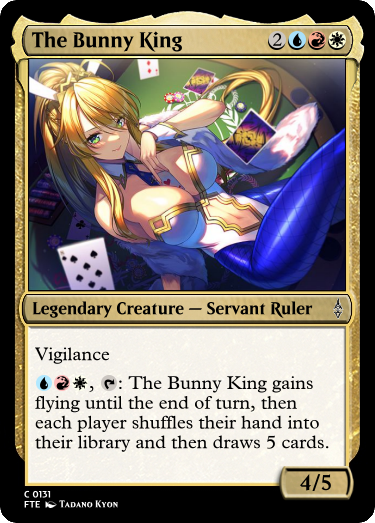 The Bunny King 2
Legendary Creature — Servant Ruler
Vigilance
, : The Bunny King gains
flying until the end of turn, then
each player shuffles their hand into
their library and then draws 5 cards.
4/5
C 0131
FTE Tadano Kyon